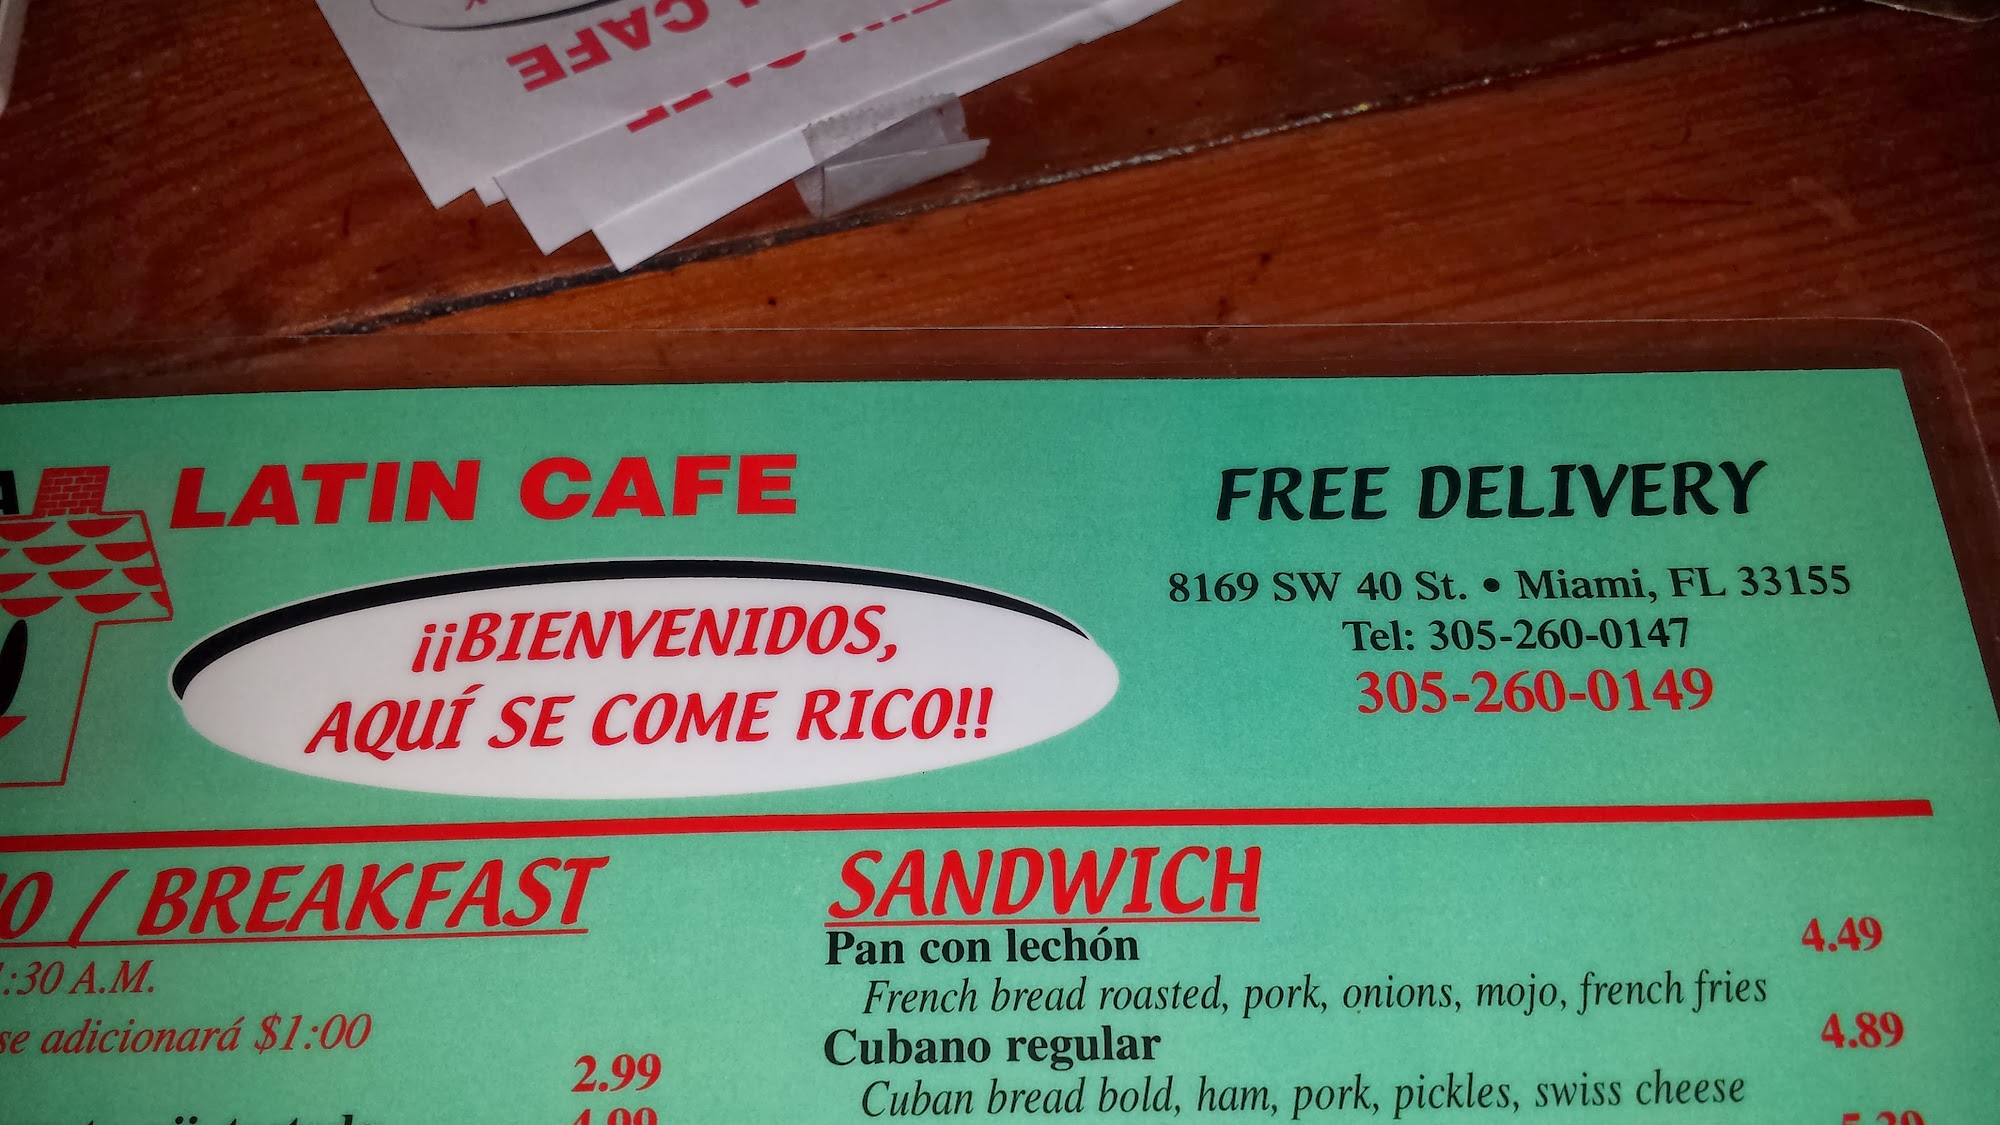 CAFE
LATIN CAFE
¡¡BIENVENIDOS,
AQUÍ SE COME RICO!!
FREE DELIVERY
8169 SW 40 St. • Miami, FL 33155
Tel: 305-260-0147
305-260-0149
/ BREAKFAST
:30 A.M.
se adicionará $1:00
2.99
4.99
SANDWICH
Pan con lechón 4.49
French bread roasted, pork, onions, mojo, french fries
Cubano regular 4.89
Cuban bread bold, ham, pork, pickles, swiss cheese